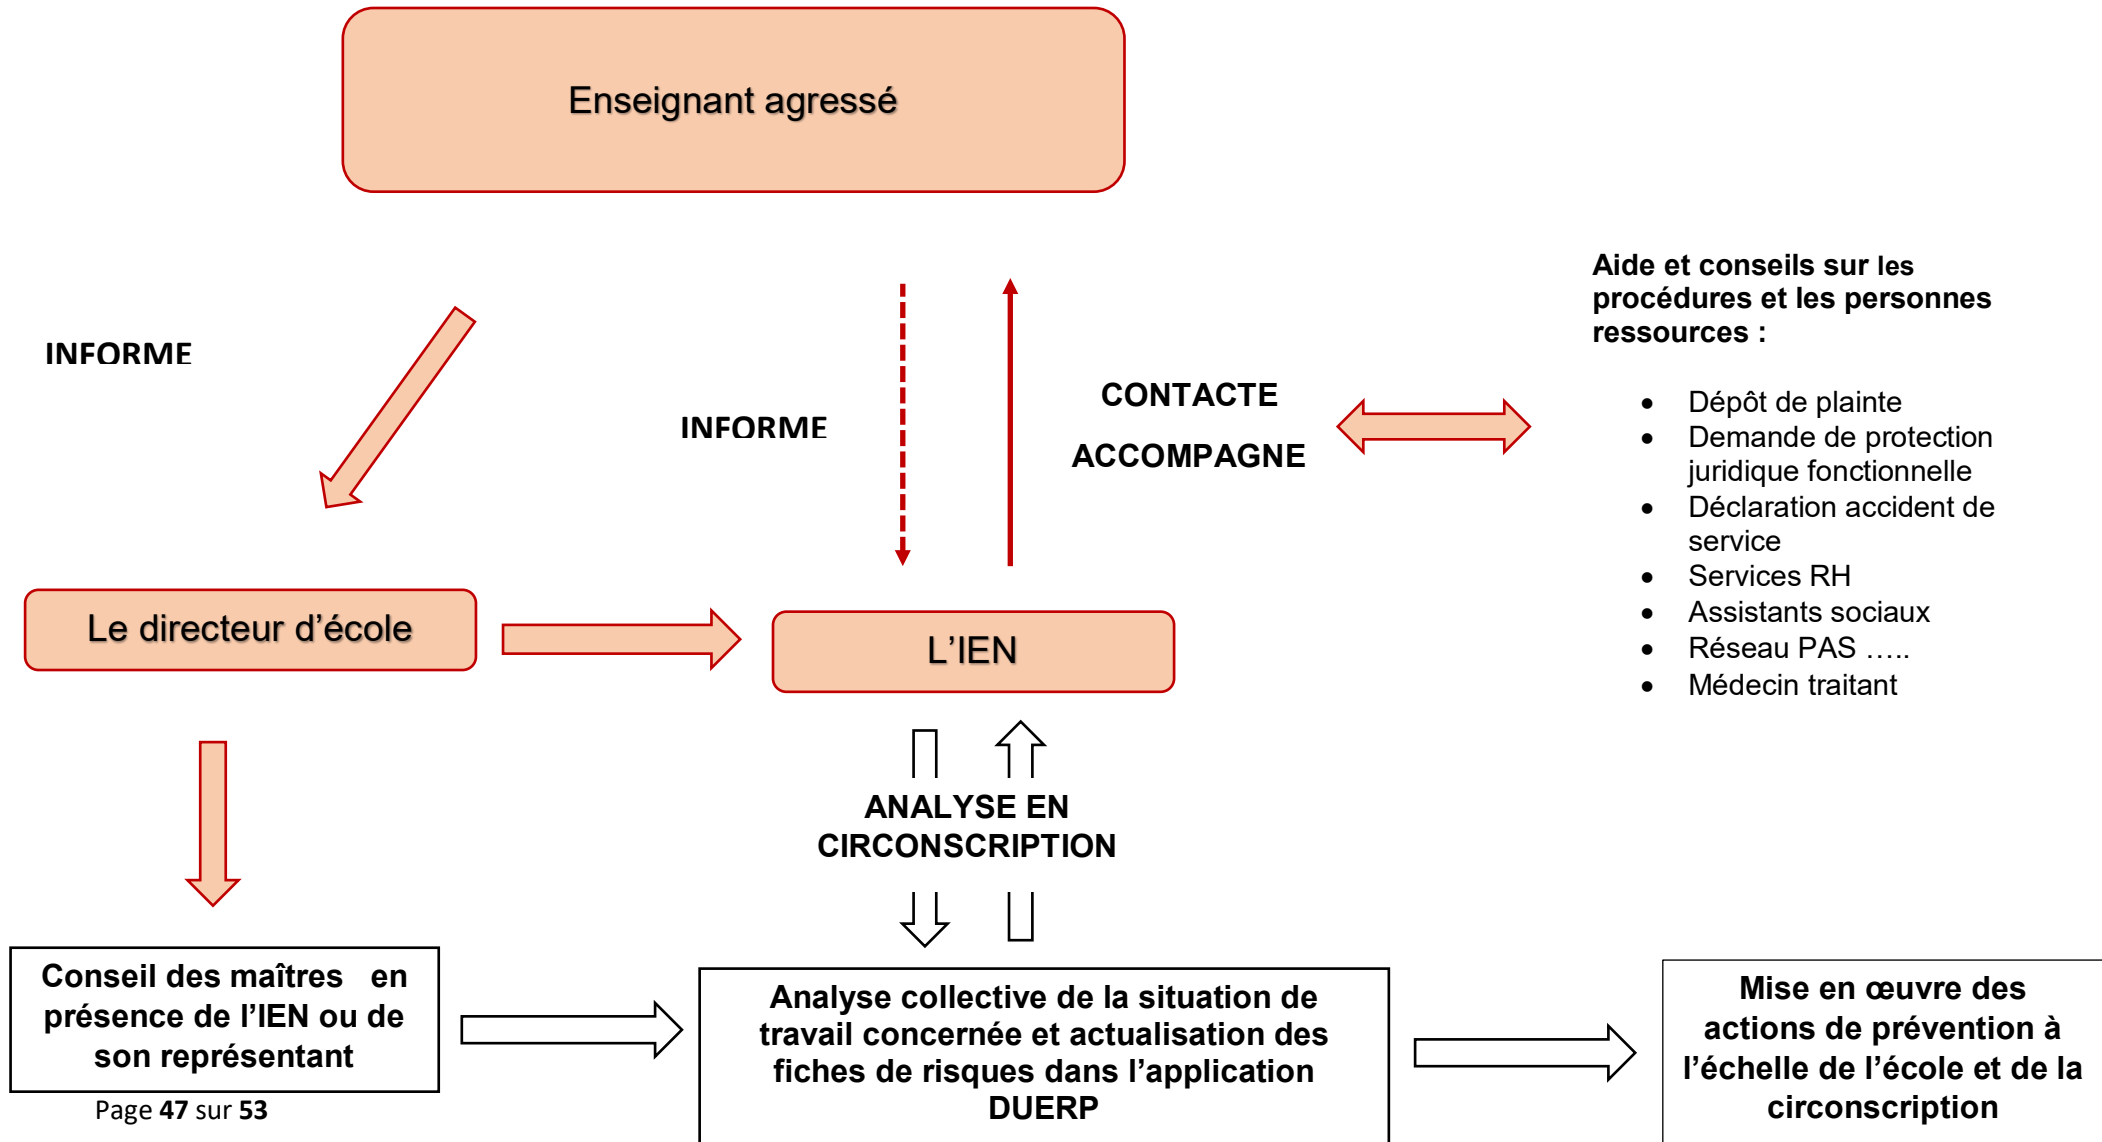 Enseignant agressé
Aide et conseils sur les
procédures et les personnes
ressources :
INFORME
INFORME
CONTACTE
ACCOMPAGNE
• Dépôt de plainte
• Demande de protection
juridique fonctionnelle
• Déclaration accident de
service
• Services RH
• Assistants sociaux
• Réseau PAS .....
• Médecin traitant
Le directeur d’école
L’IEN
ANALYSE EN
CIRCONSCRIPTION
Conseil des maîtres en
présence de l’IEN ou de
son représentant
Analyse collective de la situation de
travail concernée et actualisation des
fiches de risques dans l’application
DUERP
Mise en œuvre des
actions de prévention à
l’échelle de l’école et de la
circonscription
Page 47 sur 53